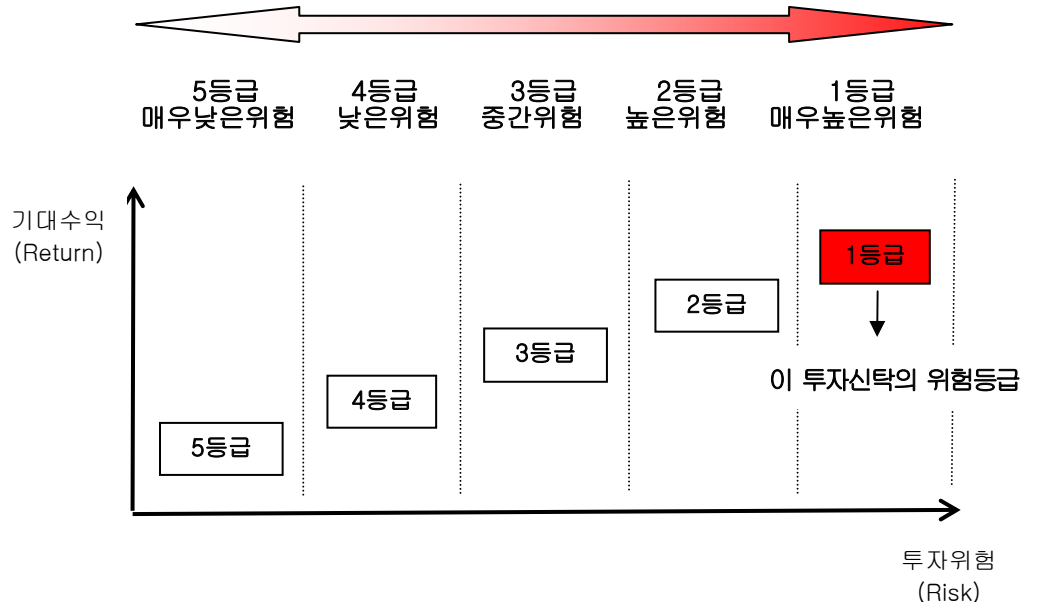 5등급 4등급 3등급 2등급 1등급
매우낮은위험 낮은위험 중간위험 높은위험 매우높은위험
기대수익
(Return)
1등급
2등급
3등급
이 투자신탁의 위험등급
4등급
5등급
투자위험
(Risk)